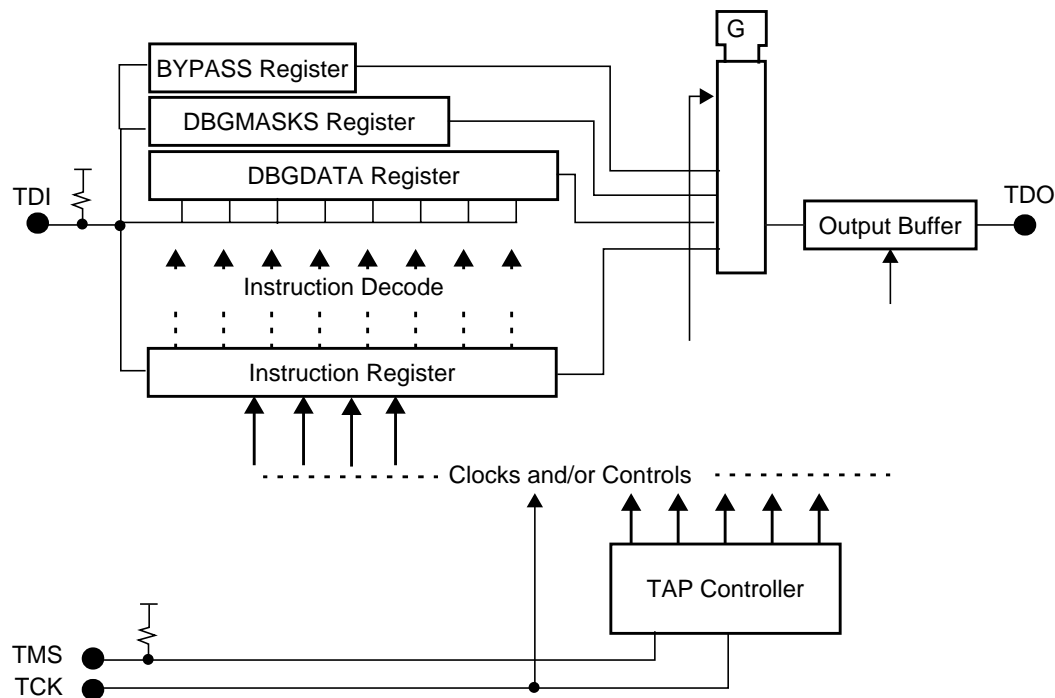 G
BYPASS Register
DBGMASKS Register
DBGDATA Register
TDI
TDO
Output Buffer
Instruction Decode
Instruction Register
Clocks and/or Controls
TAP Controller
TMS
TCK